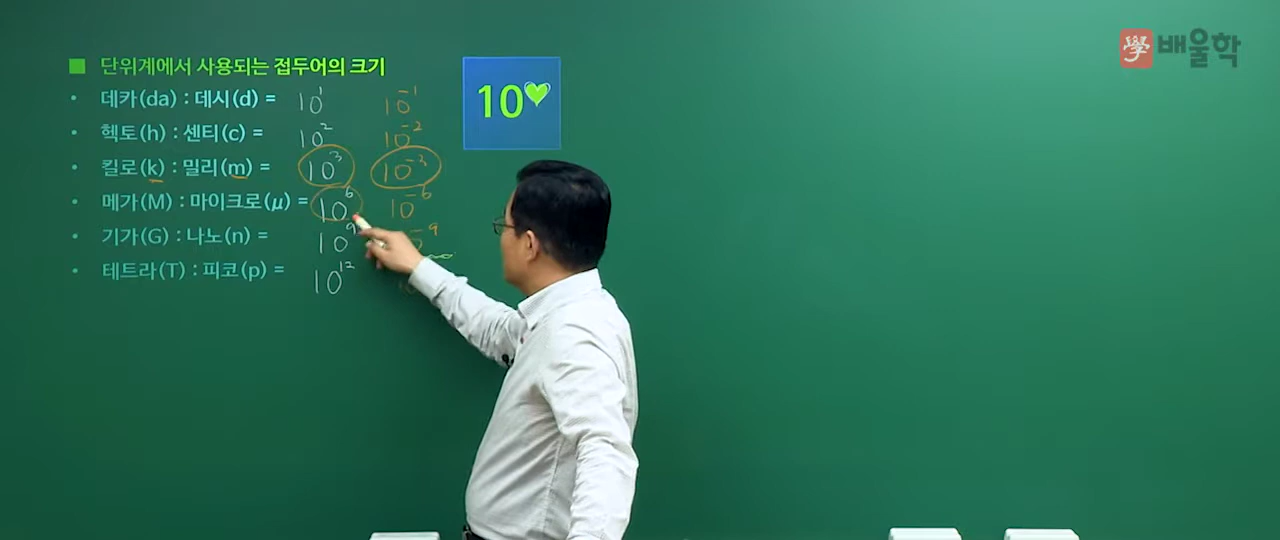 學 배울학
■ 단위계에서 사용되는 접두어의 크기
10♥
• 데카(da) : 데시(d) = 10¹ 10⁻¹
• 헥토(h) : 센티(c) = 10² 10⁻²
• 킬로(k) : 밀리(m) = 10³ 10⁻³
• 메가(M) : 마이크로(μ) = 10⁶ 10⁻⁶
• 기가(G) : 나노(n) = 10⁹ ⁻⁹
• 테트라(T) : 피코(p) = 10¹²